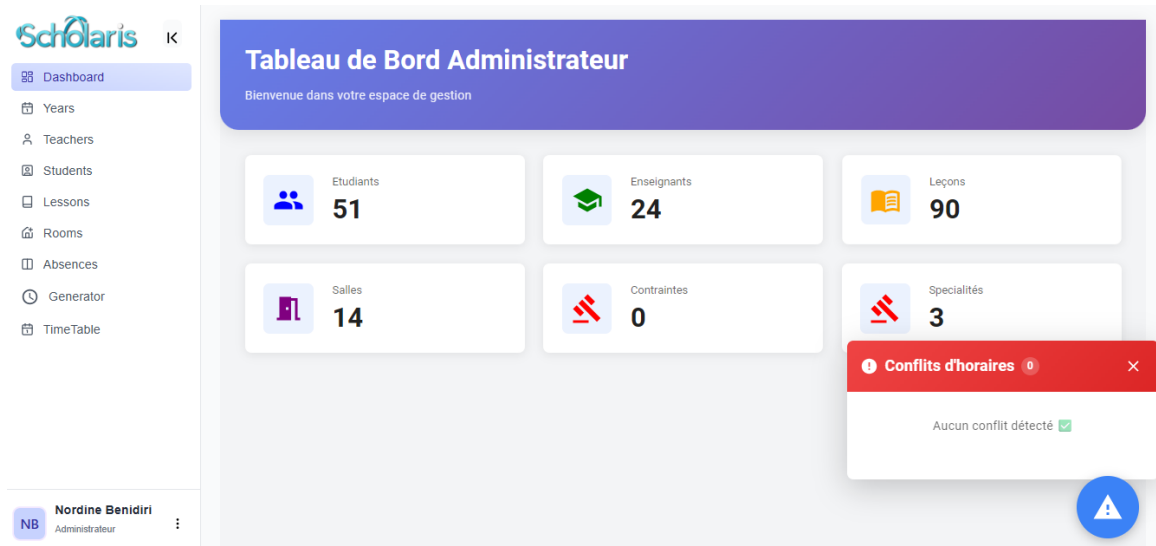 Scholaris
Dashboard
Years
Teachers
Students
Lessons
Rooms
Absences
Generator
TimeTable
NB
Nordine Benidiri
Administrateur
Tableau de Bord Administrateur
Bienvenue dans votre espace de gestion
Etudiants
51
Enseignants
24
Leçons
90
Salles
14
Contraintes
0
Spécialités
3
Conflits d'horaires 0
Aucun conflit détecté ✅